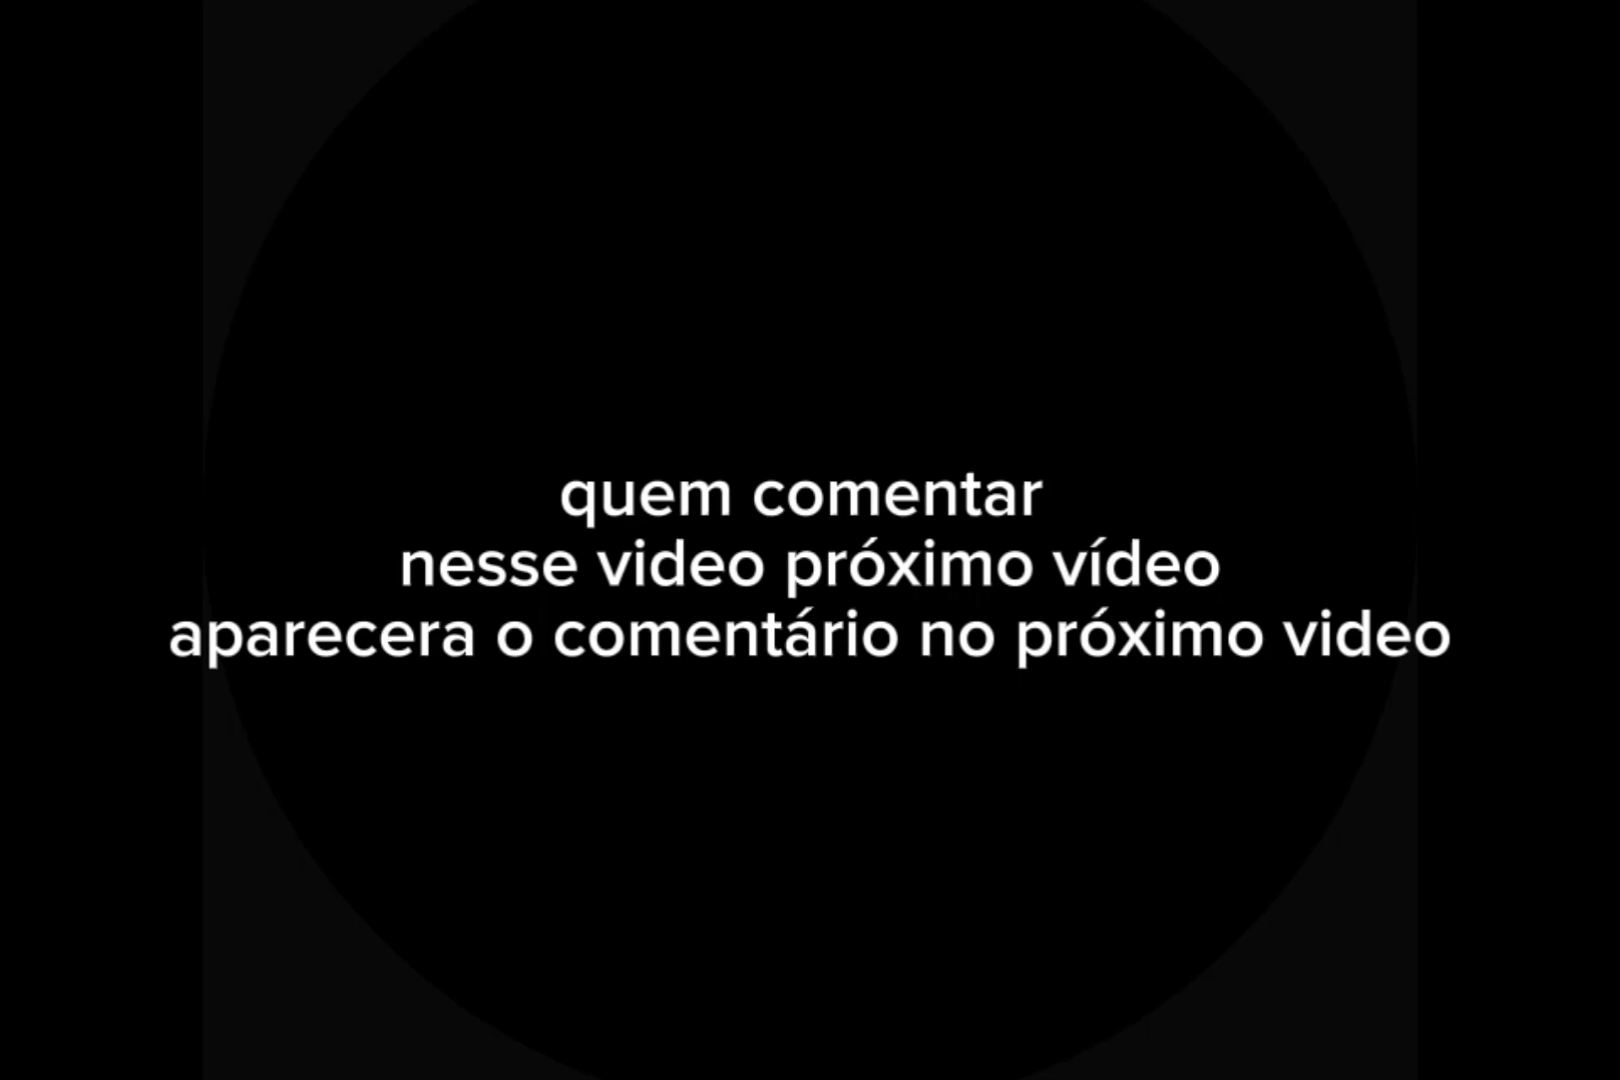 quem comentar
nesse video próximo vídeo
aparecera o comentário no próximo video